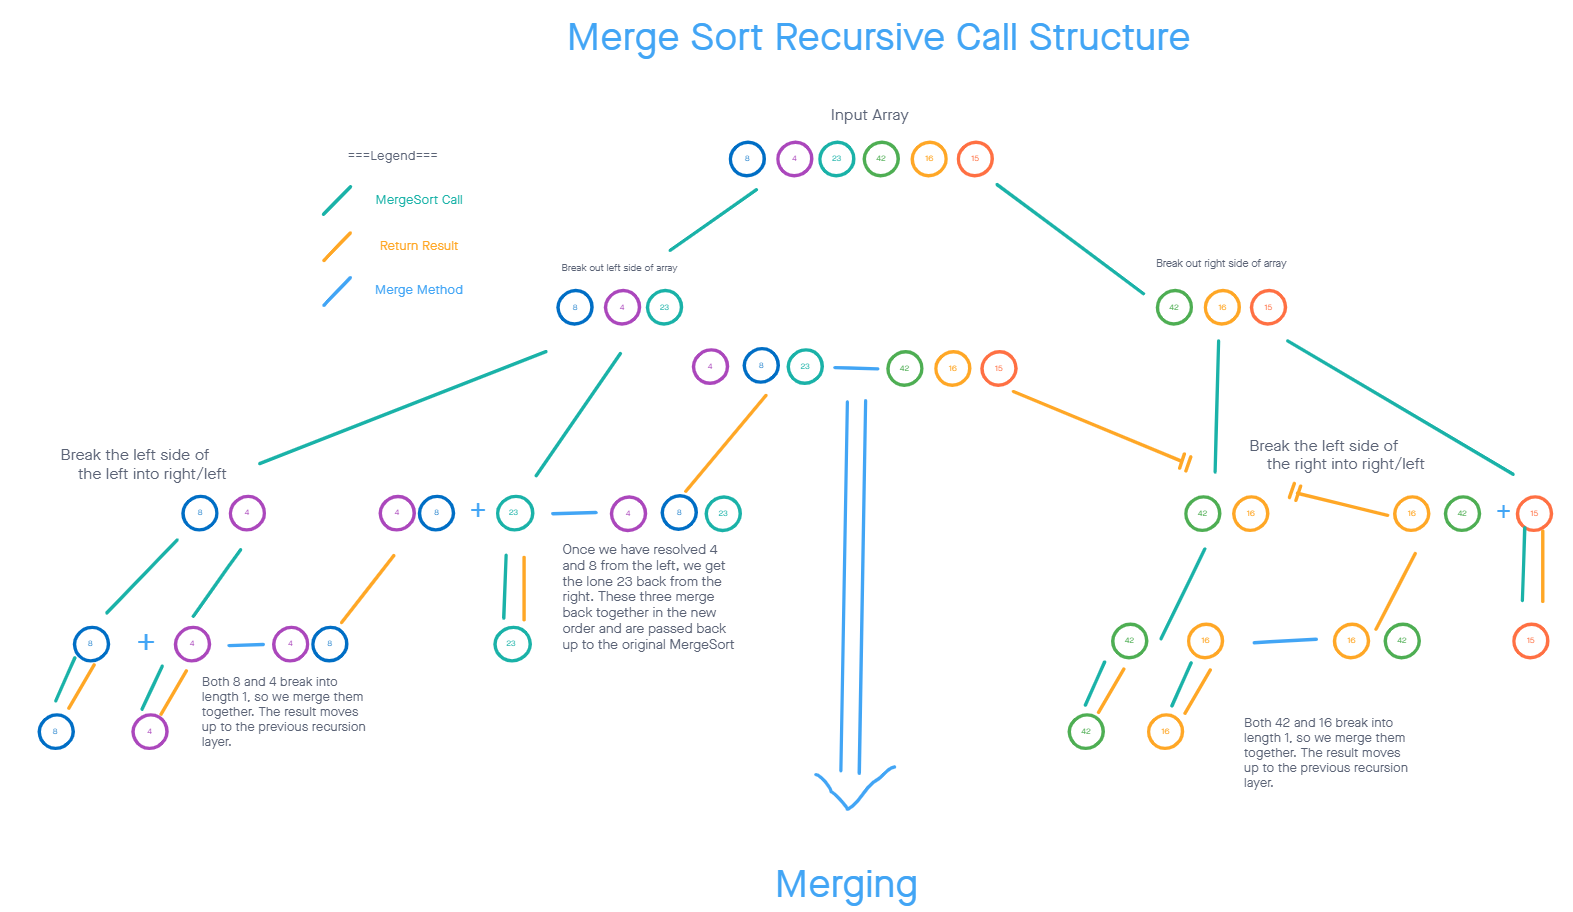 Merge Sort Recursive Call Structure
Input Array
8 4 23 42 16 15
===Legend===
MergeSort Call
Return Result
Merge Method
Break out left side of array
8 4 23
Break out right side of array
42 16 15
4 8 23 42 16 15
Break the left side of
the left into right/left
8 4
4 8 + 23 4 8 23
Once we have resolved 4
and 8 from the left, we get
the lone 23 back from the
right. These three merge
back together in the new
order and are passed back
up to the original MergeSort
Break the left side of
the right into right/left
42 16
16 42 + 15
8 + 4 4 8
23
42 16 16 42
15
8 4
Both 8 and 4 break into
length 1, so we merge them
together. The result moves
up to the previous recursion
layer.
42 16
Both 42 and 16 break into
length 1, so we merge them
together. The result moves
up to the previous recursion
layer.
Merging